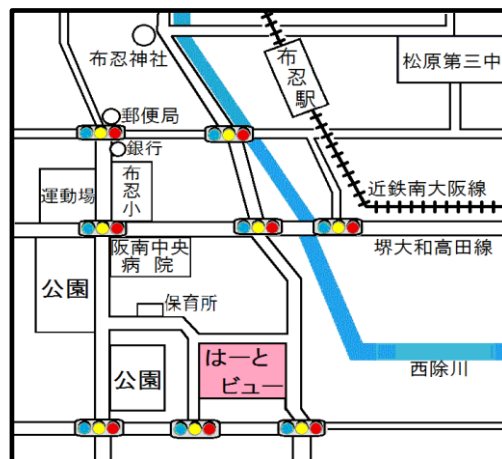 布忍神社
布忍駅
松原第三中
郵便局
銀行
運動場
布忍小
近鉄南大阪線
堺大和高田線
阪南中央
病院
公園
保育所
はーと
ビュー
公園
西除川